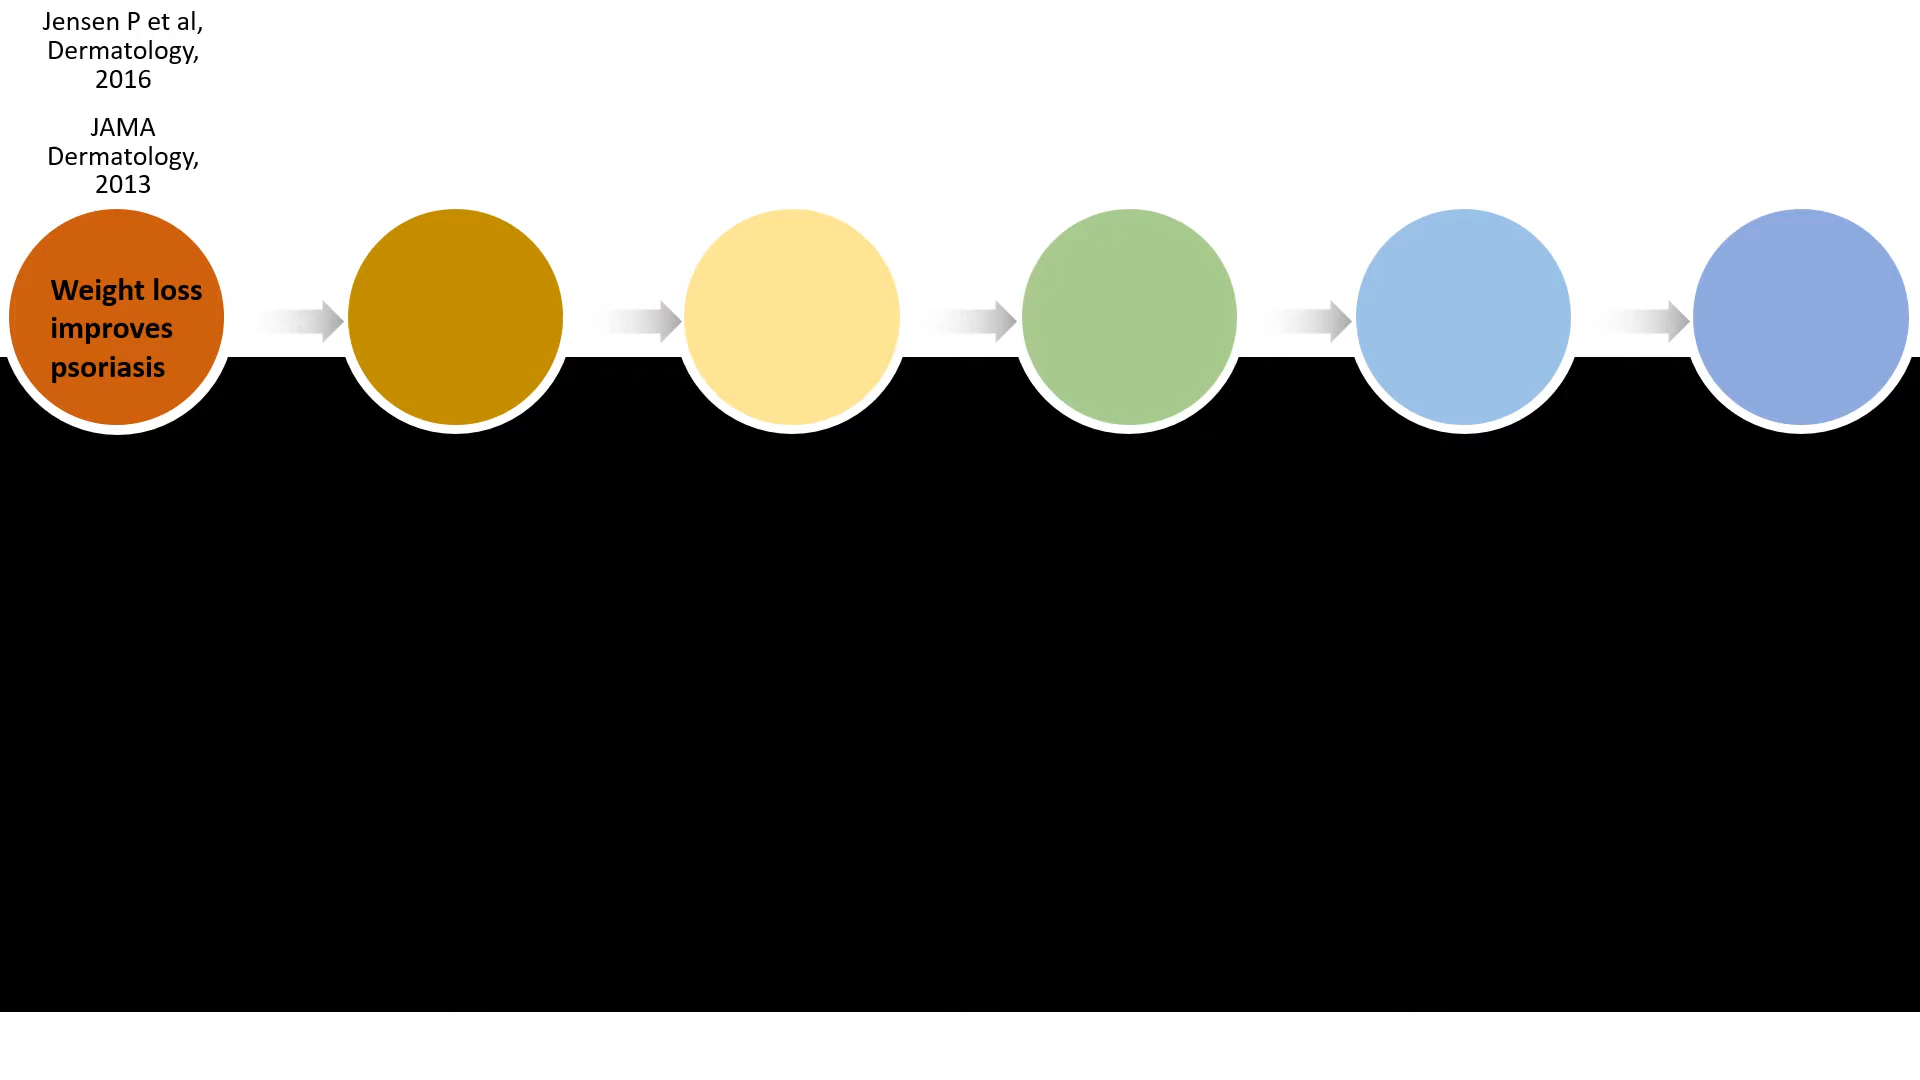 Jensen P et al,
Dermatology,
2016
JAMA
Dermatology,
2013
Weight loss
improves
psoriasis